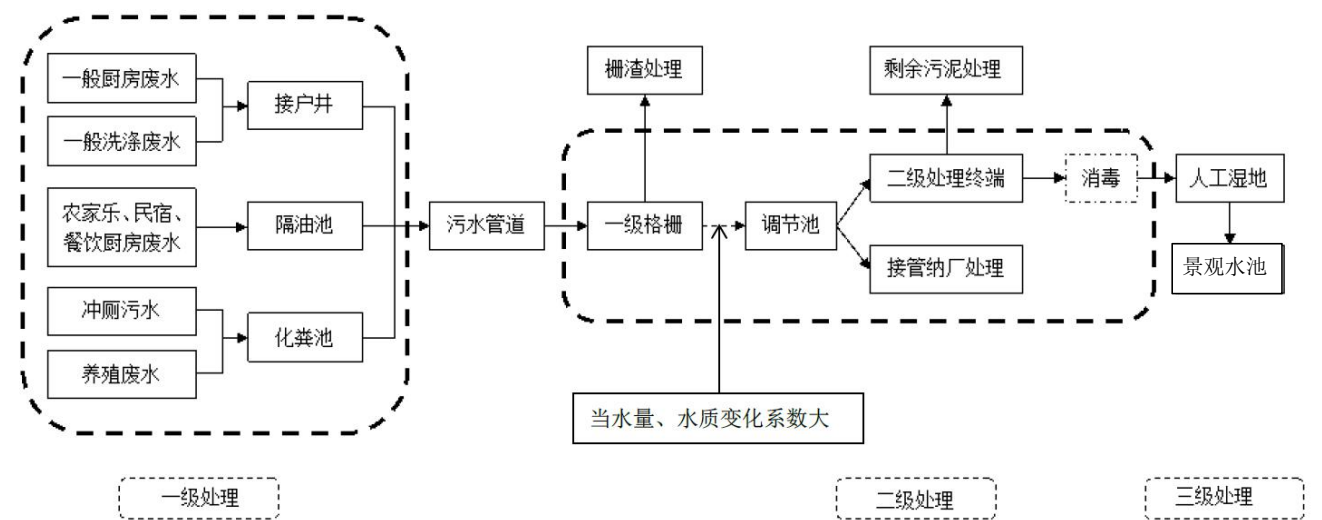 一般厨房废水
一般洗涤废水
接户井
农家乐、民宿、
餐饮厨房废水
隔油池
冲厕污水
养殖废水
化粪池
污水管道
栅渣处理
一级格栅
当水量、水质变化系数大
调节池
剩余污泥处理
二级处理终端
接管纳厂处理
消毒
人工湿地
景观水池
一级处理
二级处理
三级处理